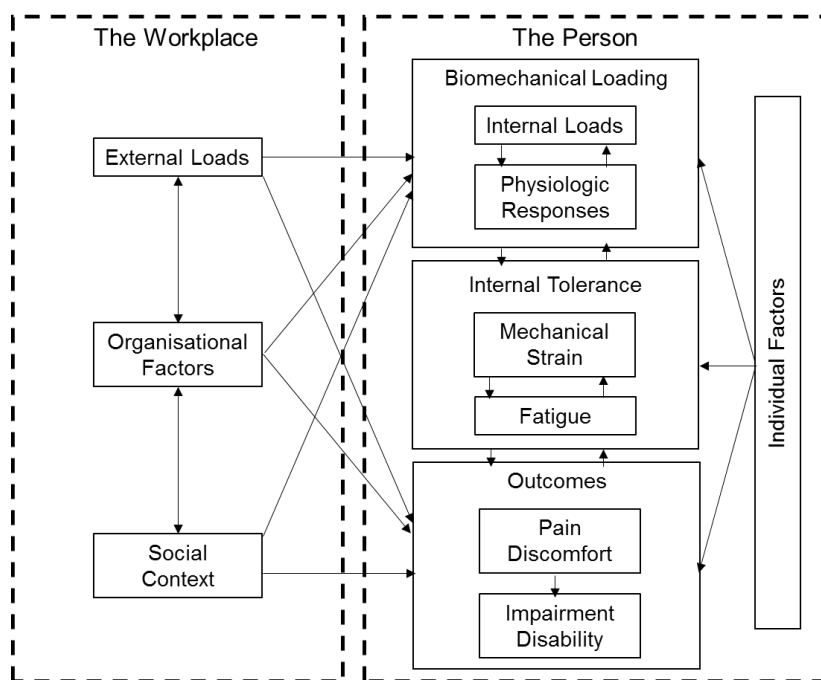 The Workplace
The Person
External Loads
Organisational
Factors
Social
Context
Biomechanical Loading
Internal Loads
Physiologic
Responses
Internal Tolerance
Mechanical
Strain
Fatigue
Outcomes
Pain
Discomfort
Impairment
Disability
Individual Factors